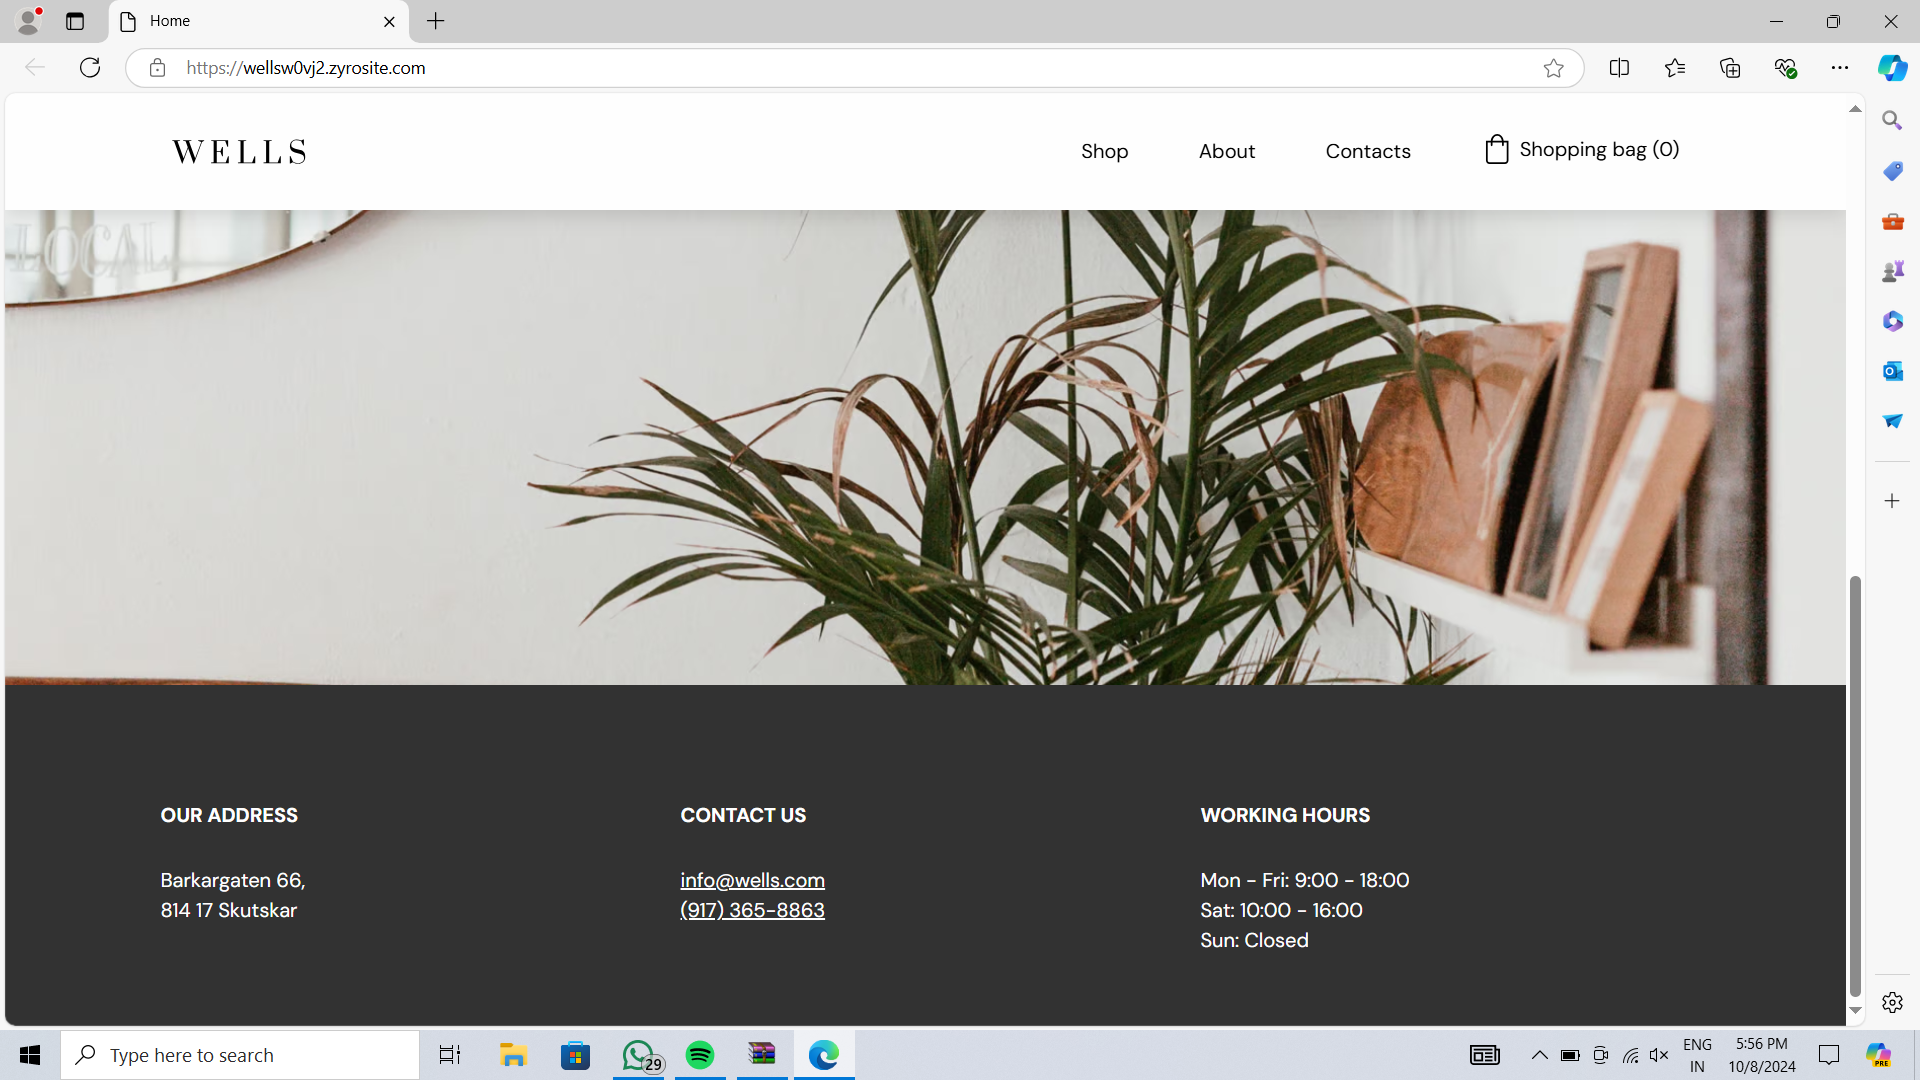 Home
https://wellsw0vj2.zyrosite.com
WELLS
Shop
About
Contacts
Shopping bag (0)
LOCAL
OUR ADDRESS
Barkargaten 66,
814 17 Skutskar
CONTACT US
info@wells.com
(917) 365-8863
WORKING HOURS
Mon - Fri: 9:00 - 18:00
Sat: 10:00 - 16:00
Sun: Closed
Type here to search
29
ENG
IN
5:56 PM
10/8/2024
PRE